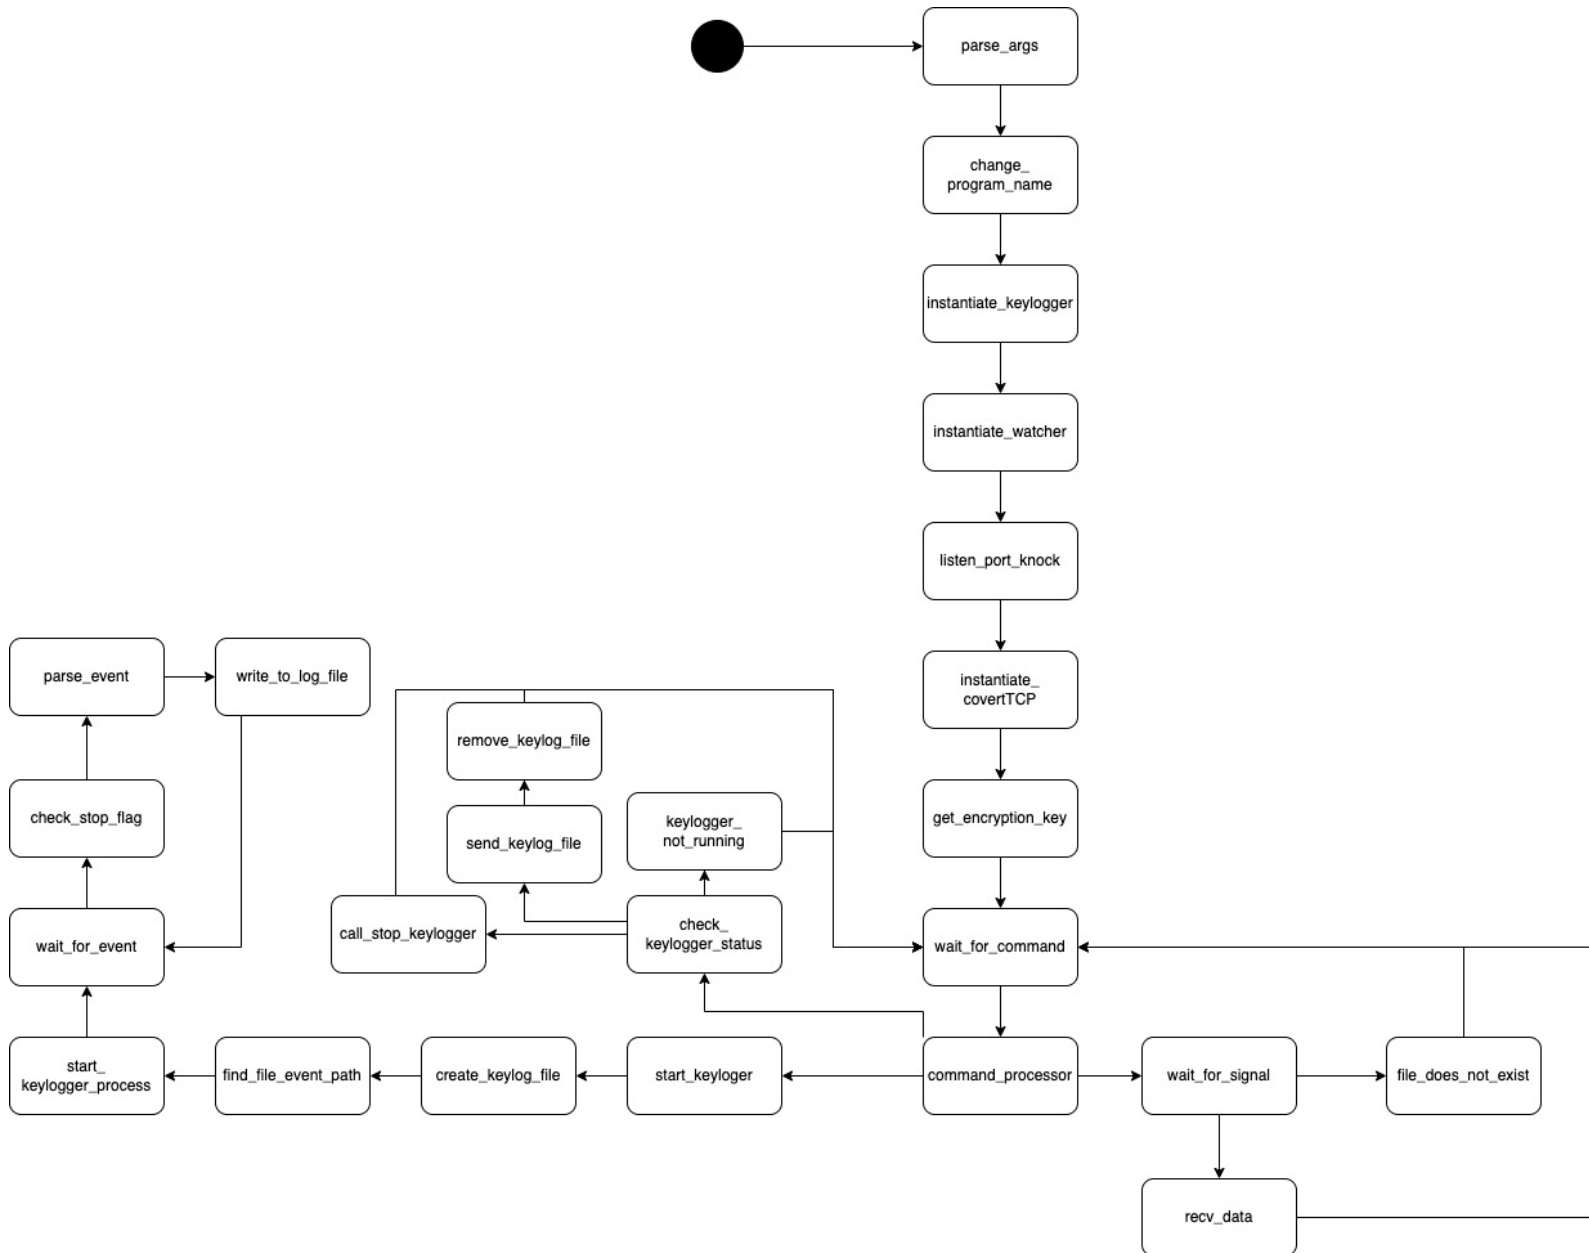 parse_args
change_
program_name
instantiate_keylogger
instantiate_watcher
listen_port_knock
instantiate_
covertTCP
parse_event
write_to_log_file
remove_keylog_file
check_stop_flag
send_keylog_file
keylogger_
not_running
get_encryption_key
wait_for_event
call_stop_keylogger
check_
keylogger_status
wait_for_command
start_
keylogger_process
find_file_event_path
create_keylog_file
start_keyloger
command_processor
wait_for_signal
file_does_not_exist
recv_data